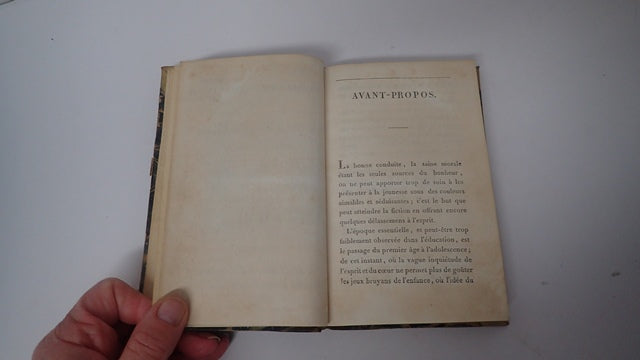 AVANT-PROPOS.
La bonne conduite, la saine morale
étant les seules sources du bonheur,
on ne peut apporter trop de soin à les
présenter à la jeunesse sous des couleurs
aimables et séduisantes; c'est le but que
peut atteindre la fiction en offrant encore
quelques délassemens à l'esprit.
L'époque essentielle, et peut-être trop
faiblement observée dans l'éducation, est
le passage du premier âge à l'adolescence;
de cet instant, où la vague inquiétude de
l'esprit et du cœur ne permet plus de goûter
les jeux bruyans de l'enfance, où l'idée du